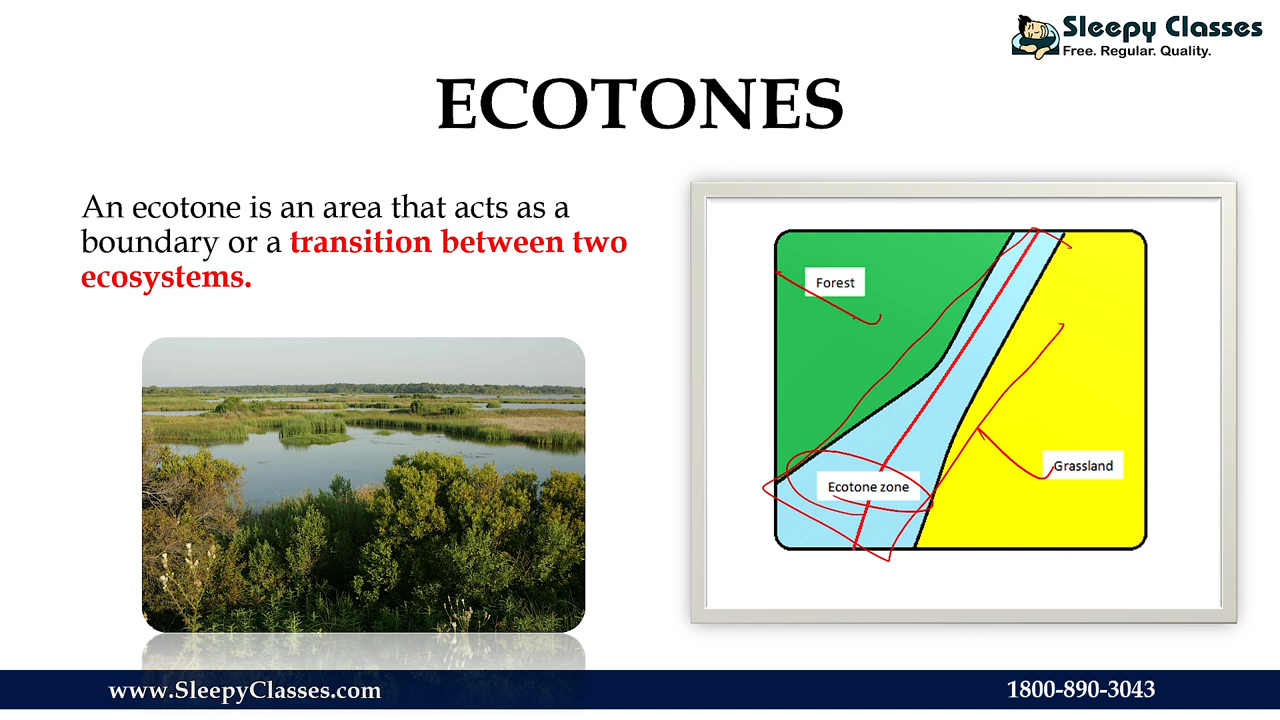 Sleepy Classes
Free. Regular. Quality.
ECOTONES
An ecotone is an area that acts as a
boundary or a transition between two
ecosystems.
Forest
Grassland
Ecotone zone
www.SleepyClasses.com
1800-890-3043